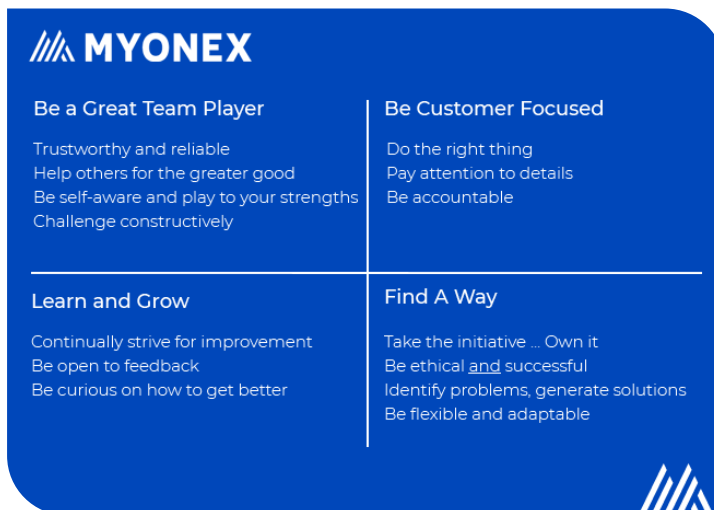 MYONEX
Be a Great Team Player
Trustworthy and reliable
Help others for the greater good
Be self-aware and play to your strengths
Challenge constructively
Be Customer Focused
Do the right thing
Pay attention to details
Be accountable
Learn and Grow
Continually strive for improvement
Be open to feedback
Be curious on how to get better
Find A Way
Take the initiative ... Own it
Be ethical and successful
Identify problems, generate solutions
Be flexible and adaptable